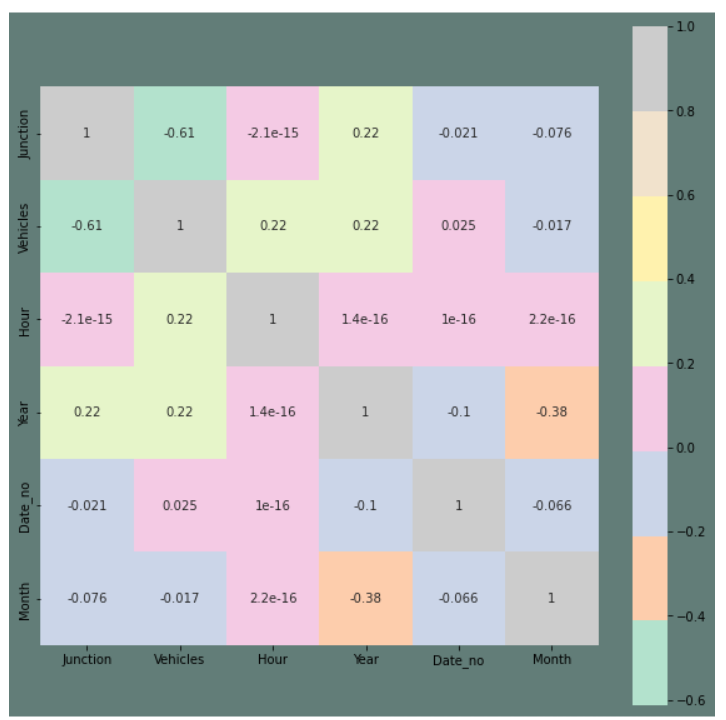 1.0
0.8
0.6
0.4
0.2
0.0
−0.2
−0.4
−0.6
Junction 1 -0.61 -2.1e-15 0.22 -0.021 -0.076
Vehicles -0.61 1 0.22 0.22 0.025 -0.017
Hour -2.1e-15 0.22 1 1.4e-16 1e-16 2.2e-16
Year 0.22 0.22 1.4e-16 1 -0.1 -0.38
Date_no -0.021 0.025 1e-16 -0.1 1 -0.066
Month -0.076 -0.017 2.2e-16 -0.38 -0.066 1
Junction Vehicles Hour Year Date_no Month